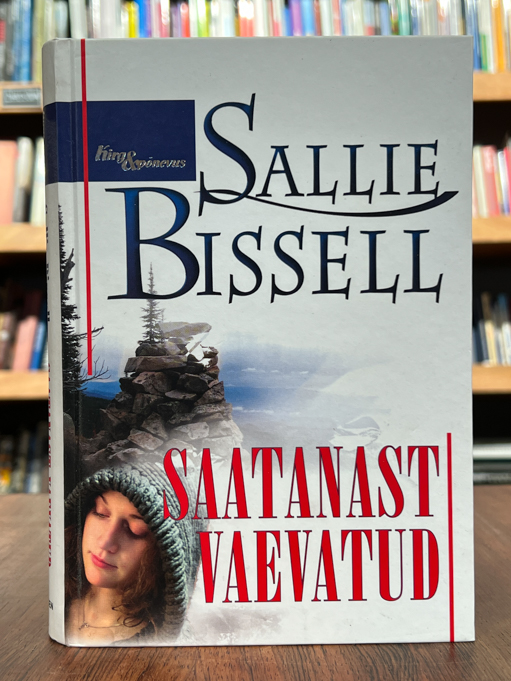 Kirg & põnevus
SALLIE
BISSELL
SAATANAST
VAEVATUD